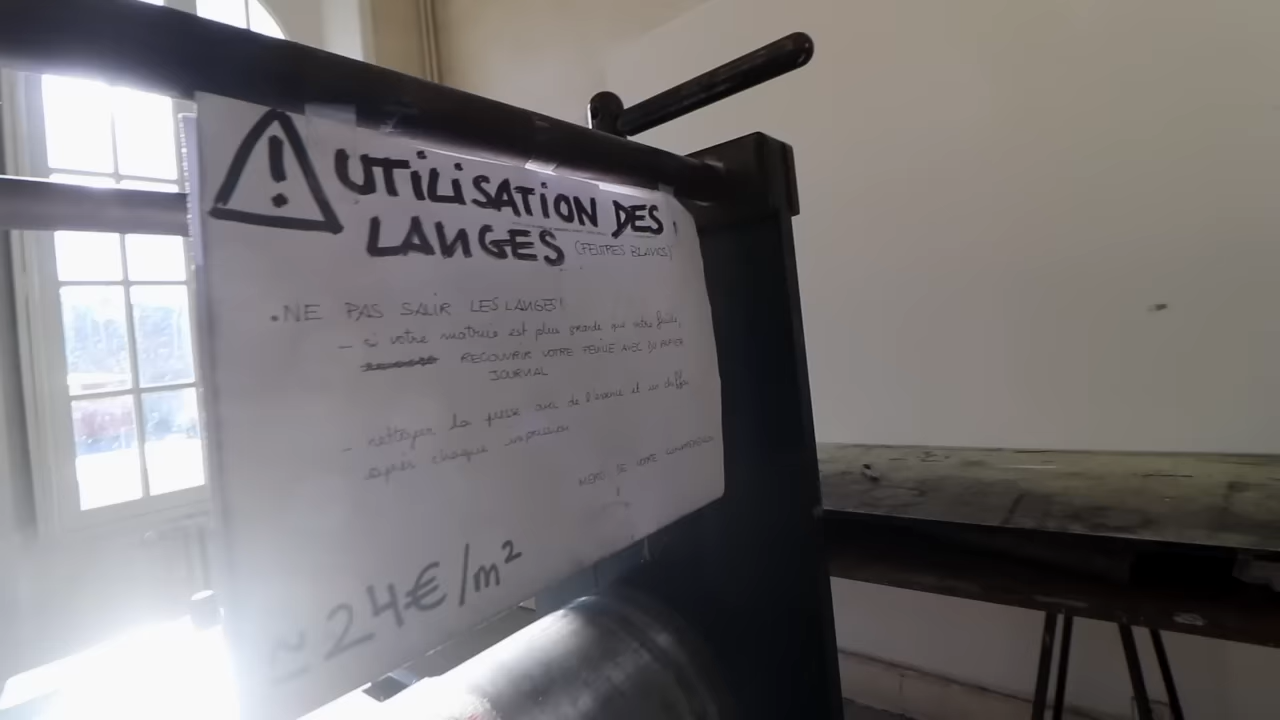 ! UTILISATION DES
LANGES (FEUTRES BLANCS)
• NE PAS SALIR LES LANGES!
– si votre matrice est plus grande que votre feuille,
RECOUVRIR VOTRE FEUILLE AVEC DU PAPIER
JOURNAL
– nettoyer la presse avec de l'essence et un chiffon
après chaque impression
MERCI DE VOTRE COMPRÉHENSION
!
≃ 24€/m²